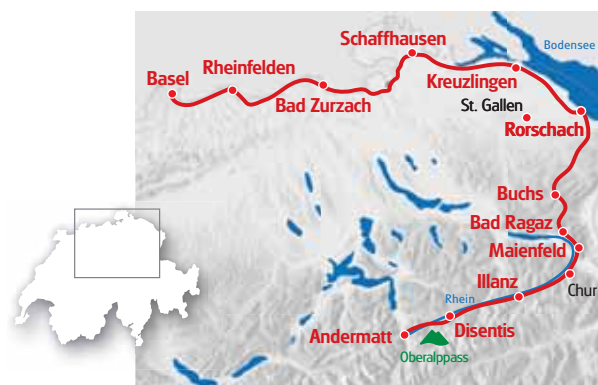 Schaffhausen
Bodensee
Basel
Rheinfelden
Kreuzlingen
Bad Zurzach
St. Gallen
Rorschach
Buchs
Bad Ragaz
Maienfeld
Illanz
Chur
Rhein
Andermatt
Disentis
Oberalppass